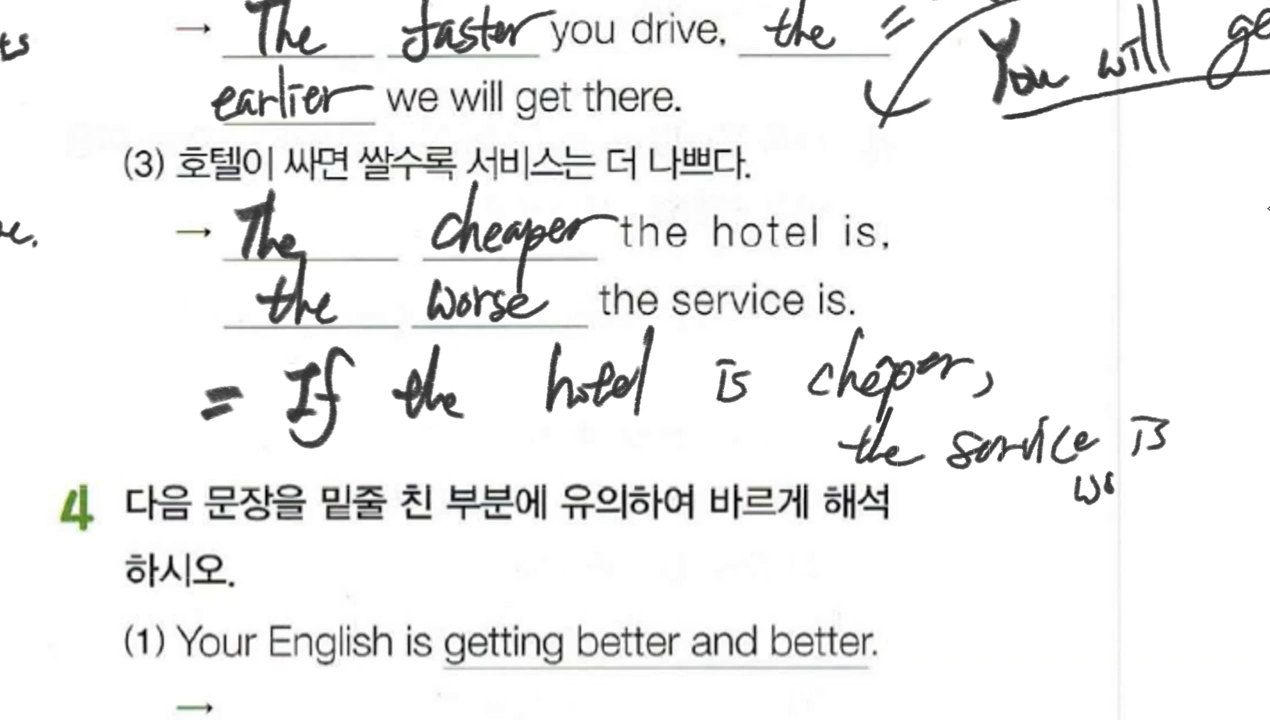 → The faster you drive, the =
earlier we will get there.
You will ge
ts
(3) 호텔이 싸면 쌀수록 서비스는 더 나쁘다.
→ The cheaper the hotel is,
the worse the service is.
= If the hotel is cheper,
the service is
wo
4 다음 문장을 밑줄 친 부분에 유의하여 바르게 해석
하시오.
(1) Your English is getting better and better.
→